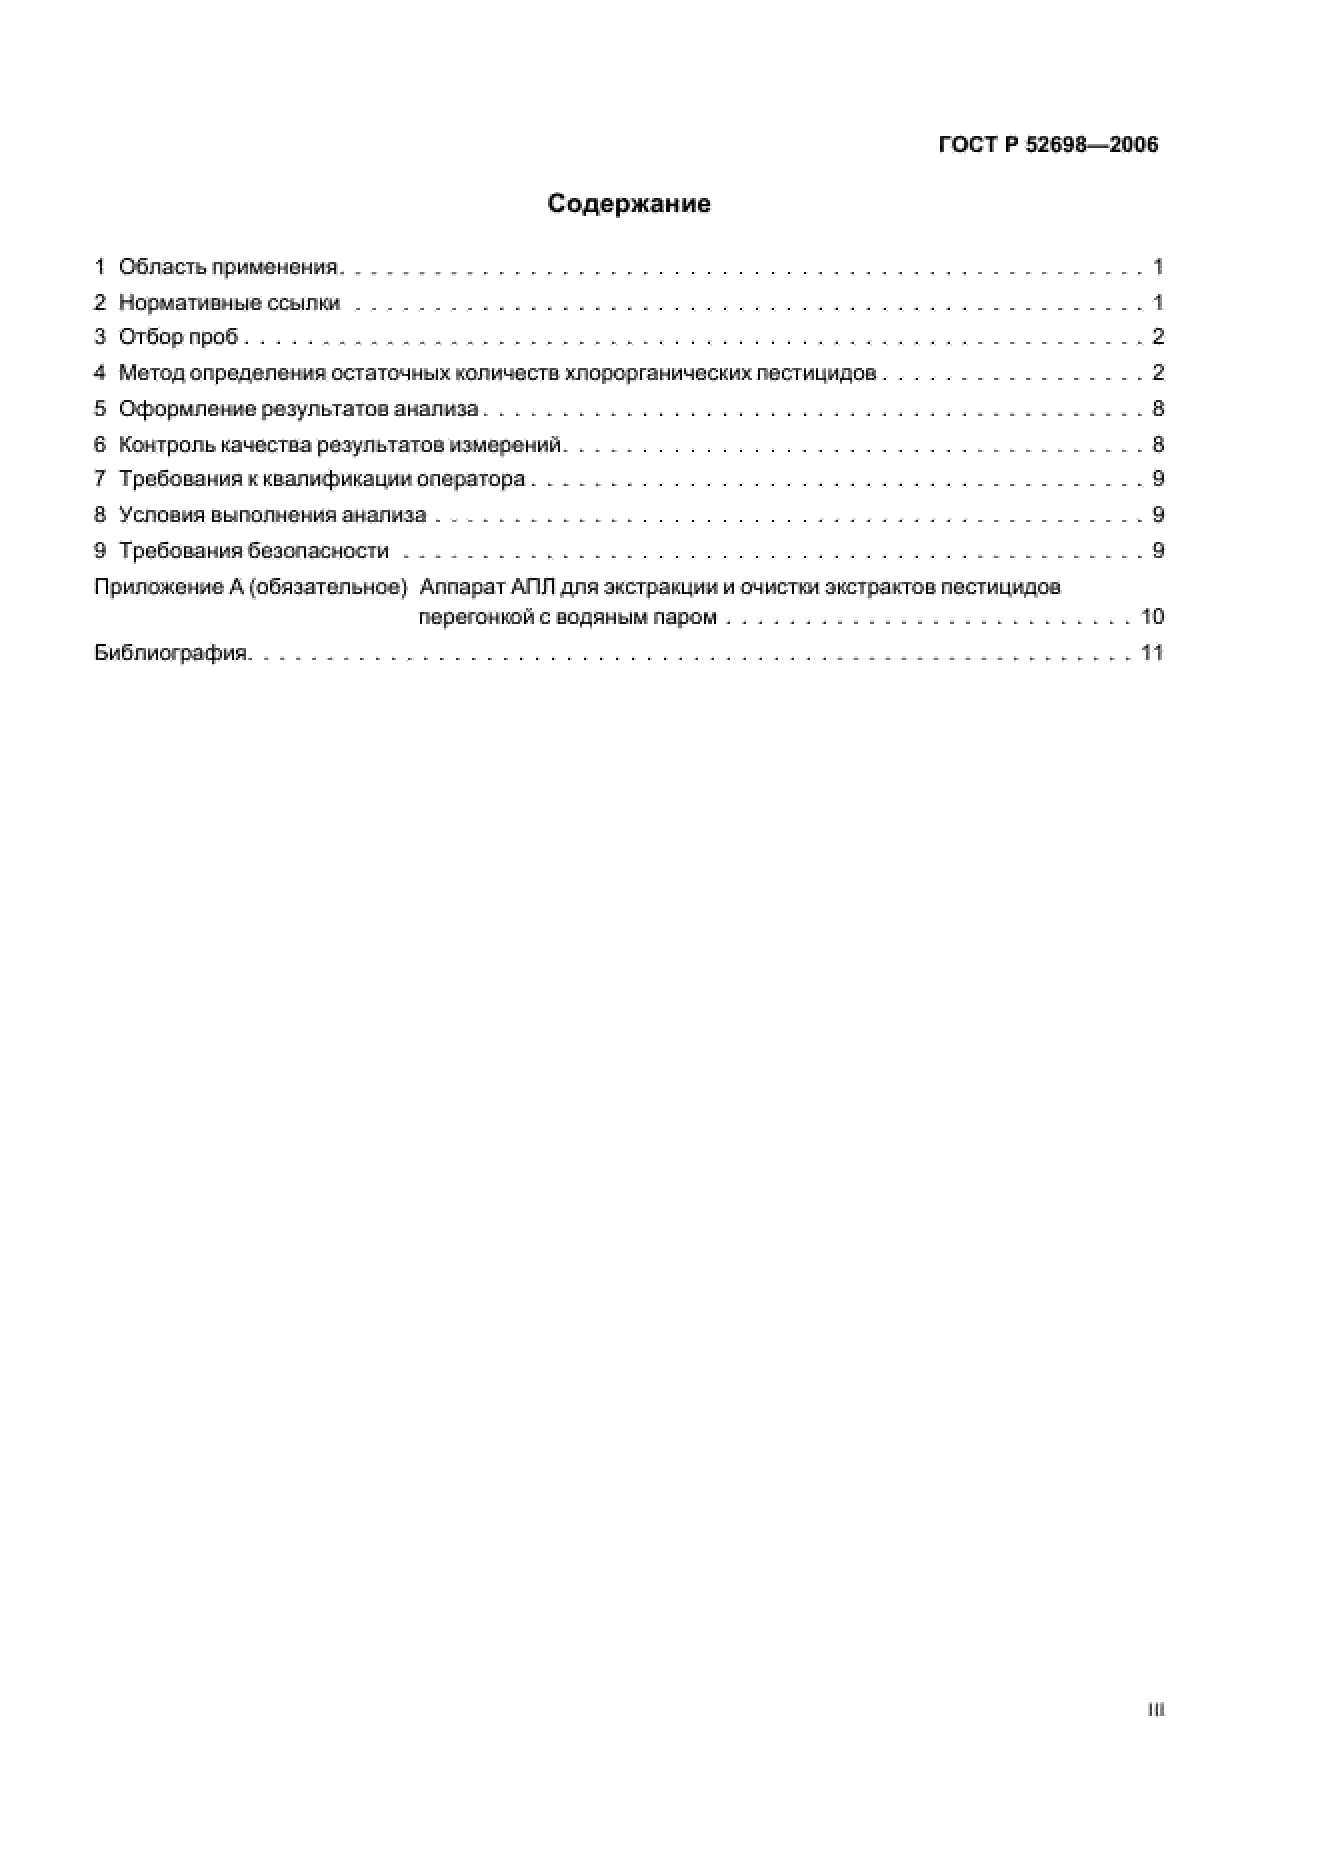 ГОСТ Р 52698—2006
Содержание
1 Область применения. . . . . . . . . . . . . . . . . . . . . . . . . . . . . . . . . . . . . . . . . . . . . . . . . . . 1
2 Нормативные ссылки . . . . . . . . . . . . . . . . . . . . . . . . . . . . . . . . . . . . . . . . . . . . . . . . . . 1
3 Отбор проб . . . . . . . . . . . . . . . . . . . . . . . . . . . . . . . . . . . . . . . . . . . . . . . . . . . . . . . . . 2
4 Метод определения остаточных количеств хлорорганических пестицидов . . . . . . . . . . . . . . . . . 2
5 Оформление результатов анализа . . . . . . . . . . . . . . . . . . . . . . . . . . . . . . . . . . . . . . . . . . 8
6 Контроль качества результатов измерений. . . . . . . . . . . . . . . . . . . . . . . . . . . . . . . . . . . . . 8
7 Требования к квалификации оператора . . . . . . . . . . . . . . . . . . . . . . . . . . . . . . . . . . . . . . . 9
8 Условия выполнения анализа . . . . . . . . . . . . . . . . . . . . . . . . . . . . . . . . . . . . . . . . . . . . . 9
9 Требования безопасности . . . . . . . . . . . . . . . . . . . . . . . . . . . . . . . . . . . . . . . . . . . . . . . 9
Приложение А (обязательное) Аппарат АПЛ для экстракции и очистки экстрактов пестицидов
перегонкой с водяным паром . . . . . . . . . . . . . . . . . . . . . . . . . . 10
Библиография. . . . . . . . . . . . . . . . . . . . . . . . . . . . . . . . . . . . . . . . . . . . . . . . . . . . . . . . 11
III